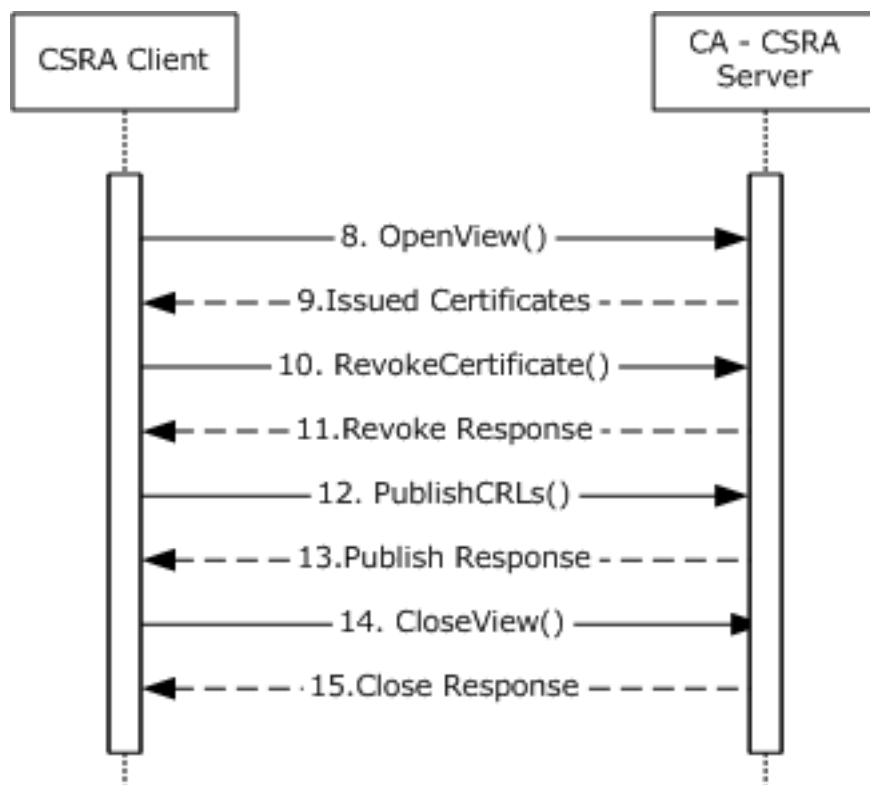 CSRA Client
CA - CSRA
Server
8. OpenView()
9.Issued Certificates
10. RevokeCertificate()
11.Revoke Response
12. PublishCRLs()
13.Publish Response
14. CloseView()
15.Close Response